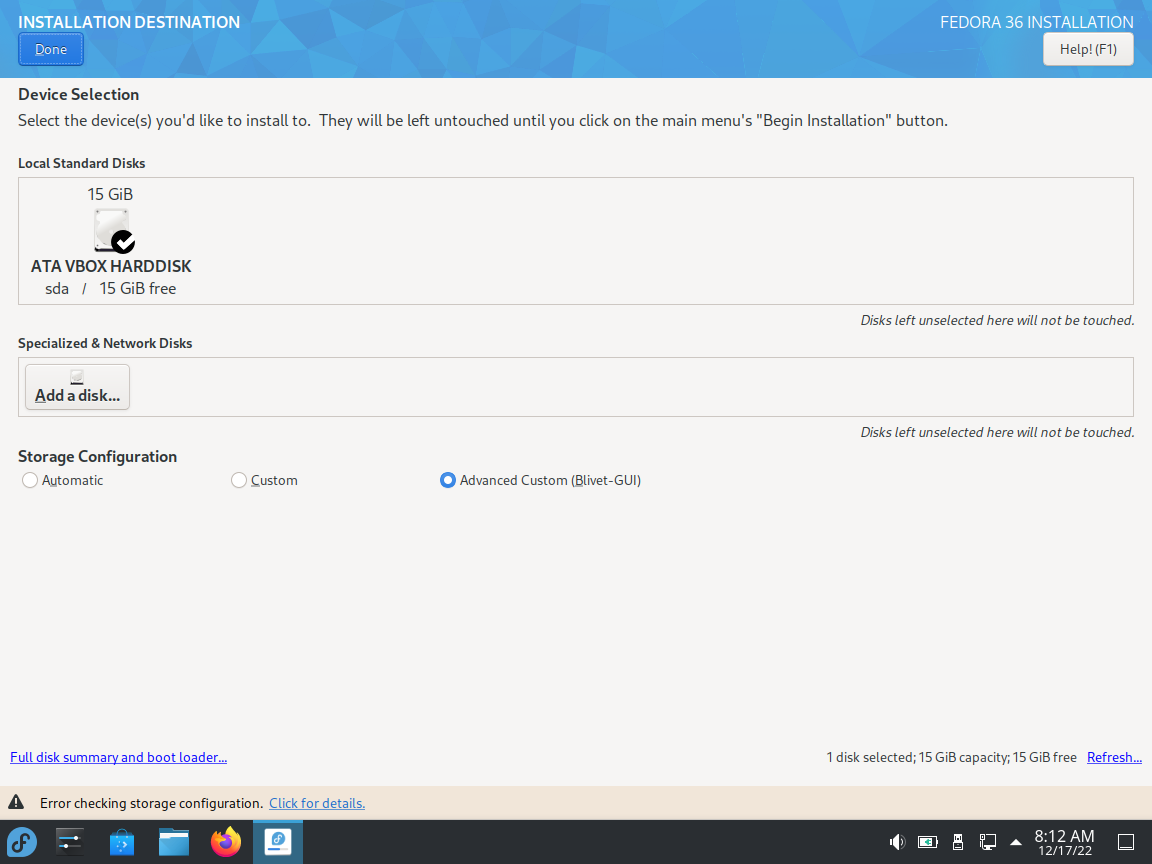 INSTALLATION DESTINATION
FEDORA 36 INSTALLATION
Done
Help! (F1)
Device Selection
Select the device(s) you'd like to install to.  They will be left untouched until you click on the main menu's "Begin Installation" button.
Local Standard Disks
15 GiB
ATA VBOX HARDDISK
sda / 15 GiB free
Disks left unselected here will not be touched.
Specialized & Network Disks
Add a disk...
Disks left unselected here will not be touched.
Storage Configuration
Automatic
Custom
Advanced Custom (Blivet-GUI)
Full disk summary and boot loader...
1 disk selected; 15 GiB capacity; 15 GiB free
Refresh...
Error checking storage configuration. Click for details.
8:12 AM
12/17/22